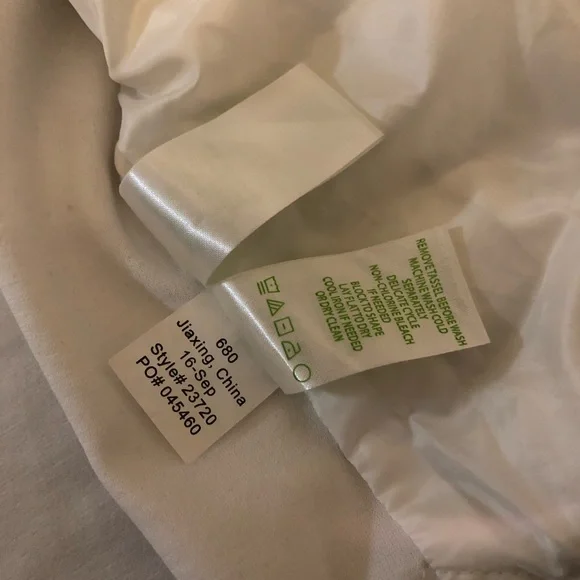 REMOVE TASSEL BEFORE WASH
MACHINE WASH COLD
SEPARATELY
DELICATE CYCLE
NON-CHLORINE BLEACH
IF NEEDED
BLOCK TO SHAPE
LAY FLAT TO DRY
COOL IRON IF NEEDED
OR DRY CLEAN
680
Jiaxing, China
16-Sep
Style# 23720
PO# 045460